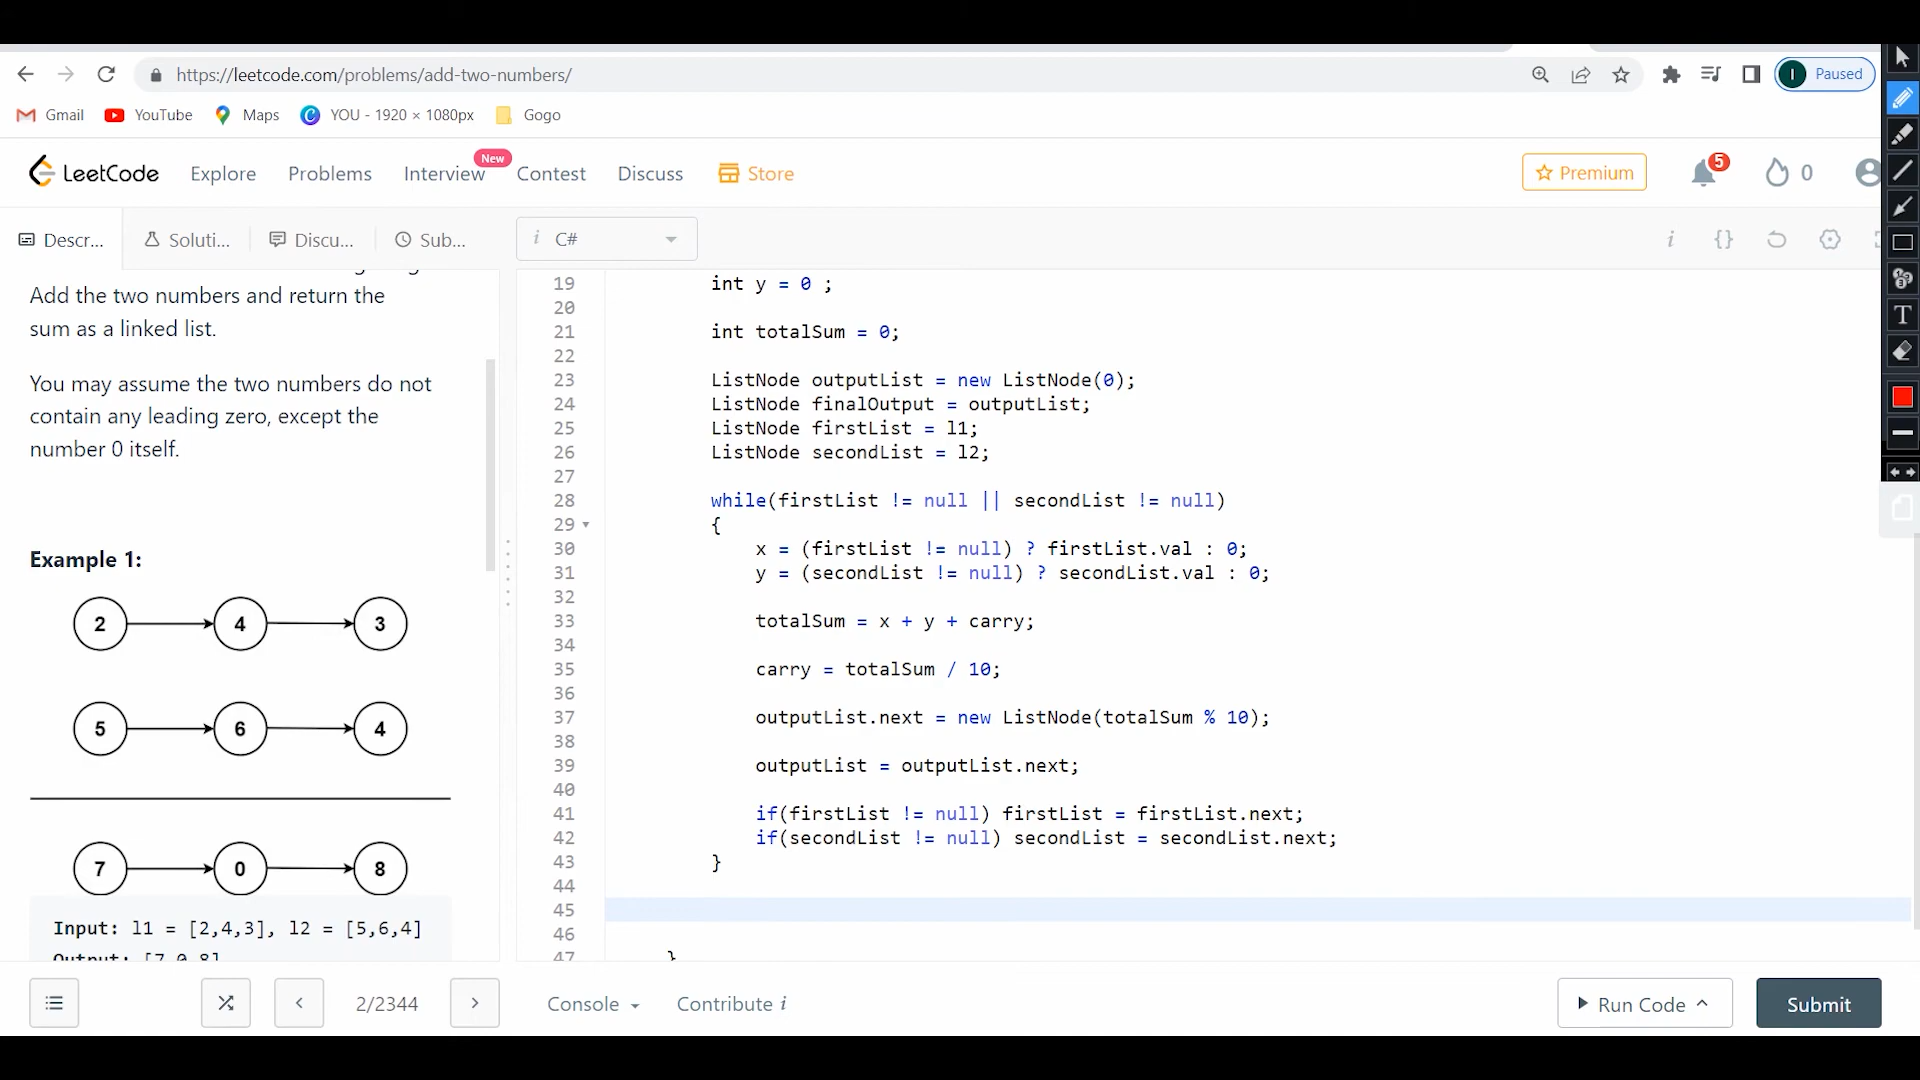 https://leetcode.com/problems/add-two-numbers/
I Paused
Gmail YouTube Maps YOU - 1920 × 1080px Gogo
LeetCode Explore Problems Interview New Contest Discuss Store Premium 5 0
Descr... Soluti... Discu... Sub... i C# i {}
Add the two numbers and return the
sum as a linked list.
You may assume the two numbers do not
contain any leading zero, except the
number 0 itself.
Example 1:
2 4 3
5 6 4
7 0 8
Input: l1 = [2,4,3], l2 = [5,6,4]
Output: [7,0,8]
19 int y = 0 ;
20
21 int totalSum = 0;
22
23 ListNode outputList = new ListNode(0);
24 ListNode finalOutput = outputList;
25 ListNode firstList = l1;
26 ListNode secondList = l2;
27
28 while(firstList != null || secondList != null)
29 {
30 x = (firstList != null) ? firstList.val : 0;
31 y = (secondList != null) ? secondList.val : 0;
32
33 totalSum = x + y + carry;
34
35 carry = totalSum / 10;
36
37 outputList.next = new ListNode(totalSum % 10);
38
39 outputList = outputList.next;
40
41 if(firstList != null) firstList = firstList.next;
42 if(secondList != null) secondList = secondList.next;
43 }
44
45
46
47 }
2/2344 Console Contribute i Run Code Submit
T